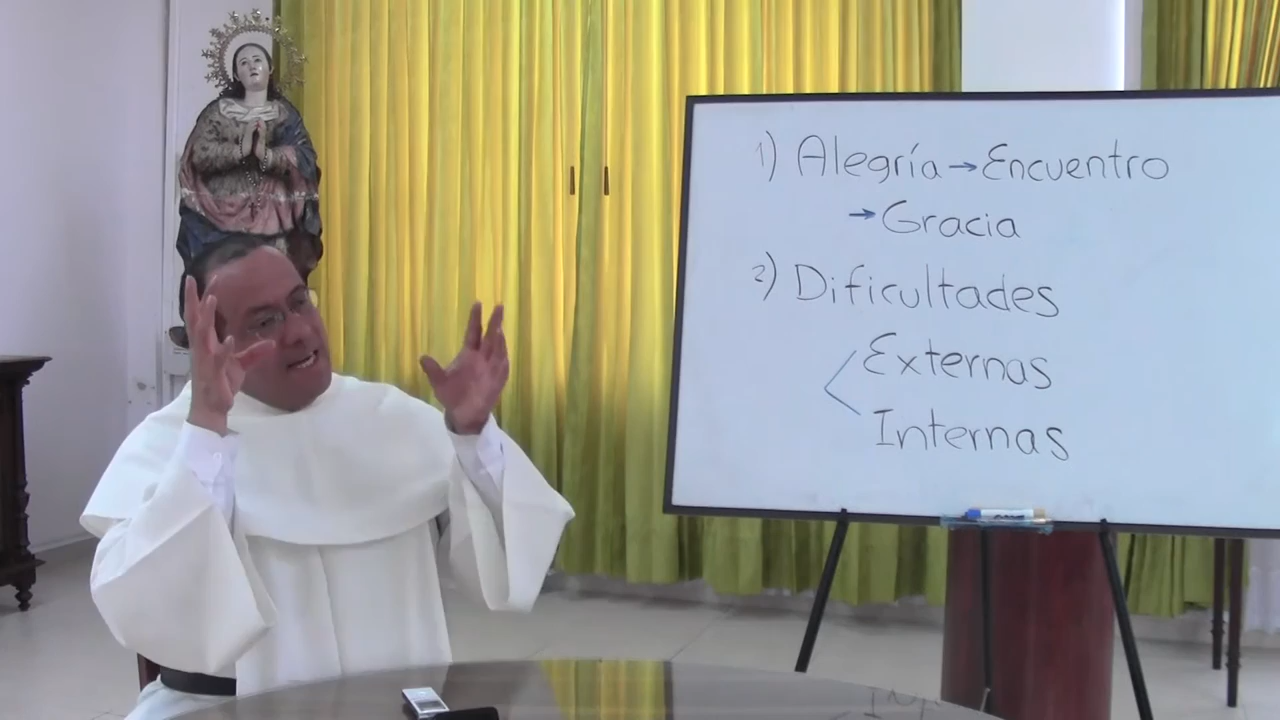 1) Alegría → Encuentro
→ Gracia
2) Dificultades
Externas
Internas